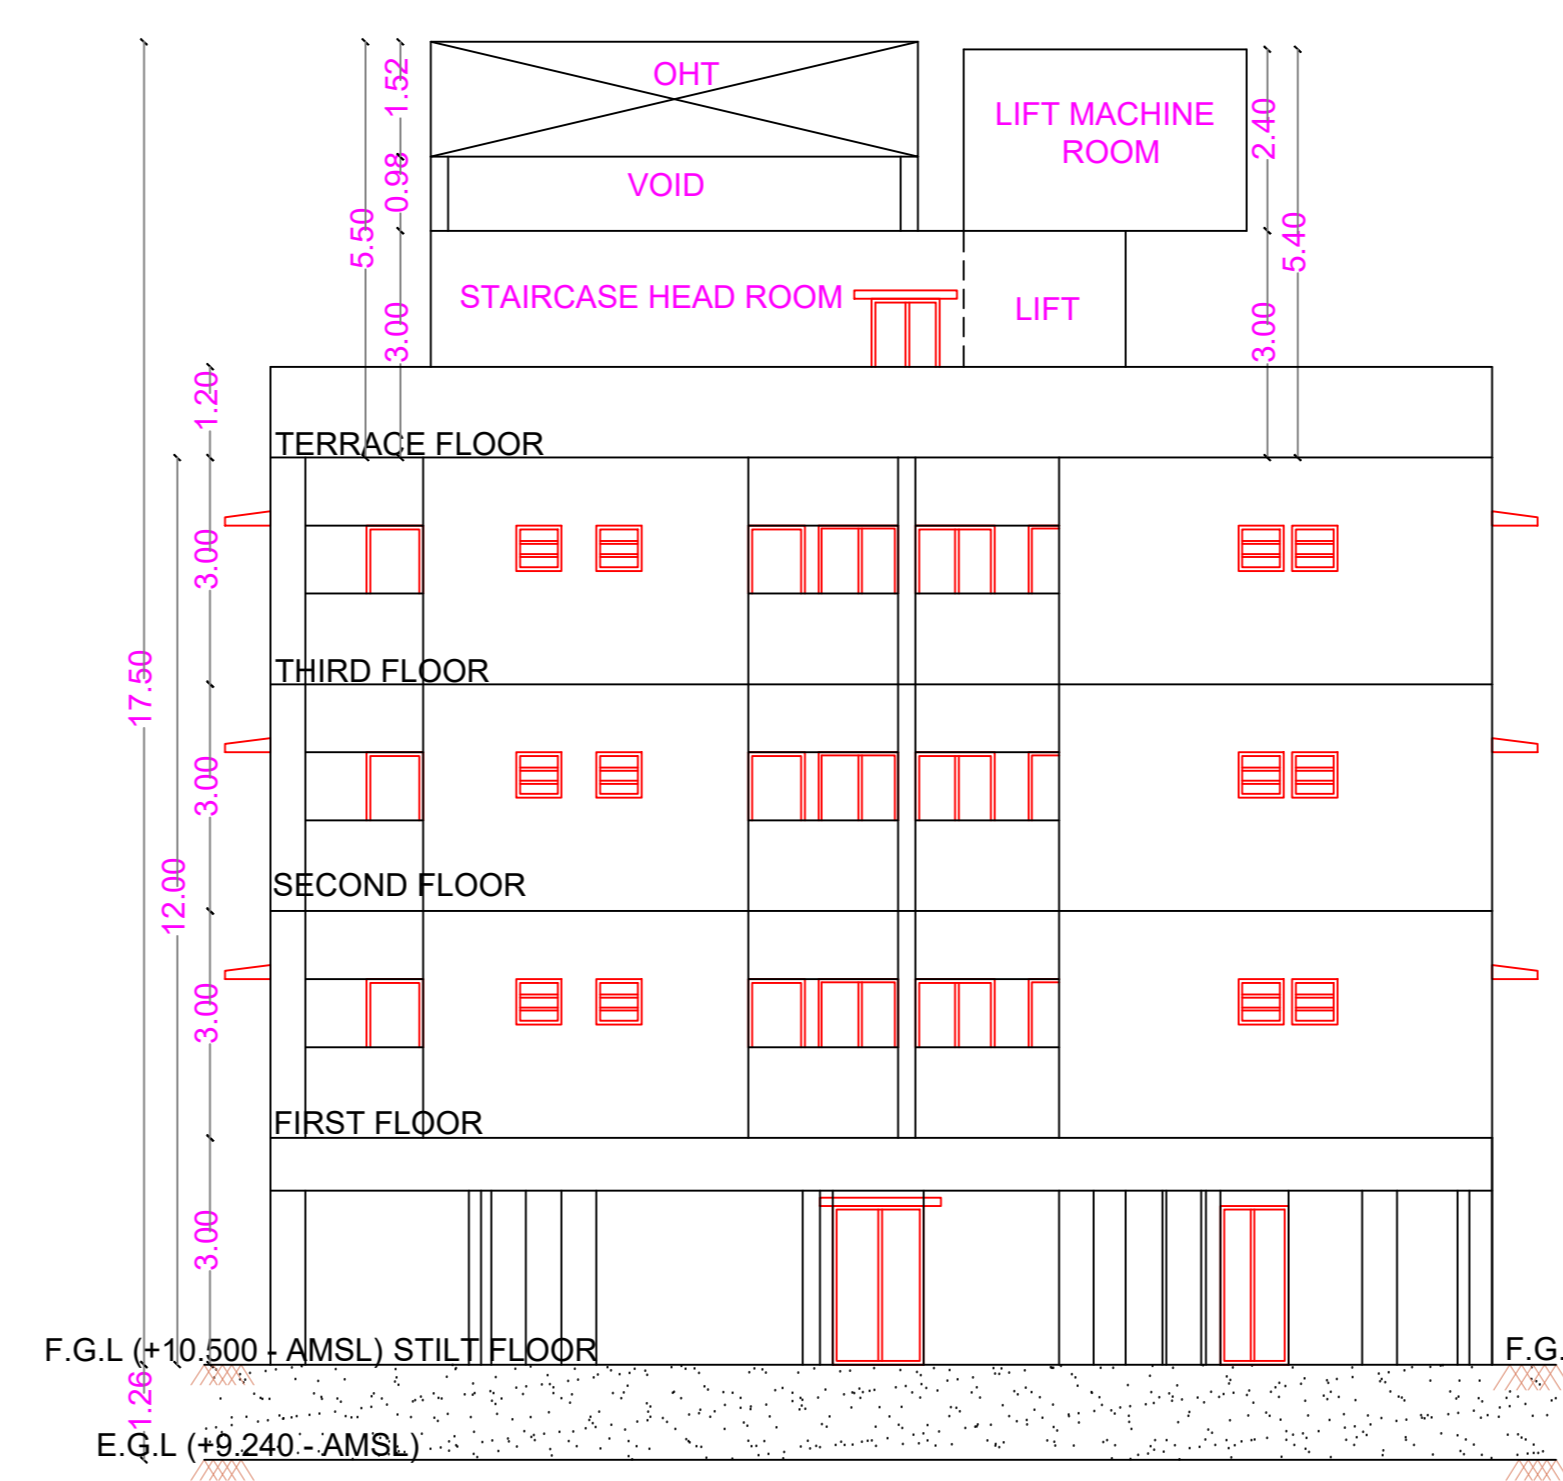 OHT
1.52
LIFT MACHINE
ROOM
2.40
VOID
0.98
5.50
5.40
STAIRCASE HEAD ROOM
LIFT
3.00
3.00
1.20
TERRACE FLOOR
3.00
THIRD FLOOR
17.50
3.00
12.00
SECOND FLOOR
3.00
FIRST FLOOR
3.00
F.G.L (+10.500 - AMSL) STILT FLOOR
F.G.
1.26
E.G.L (+9.240 - AMSL)